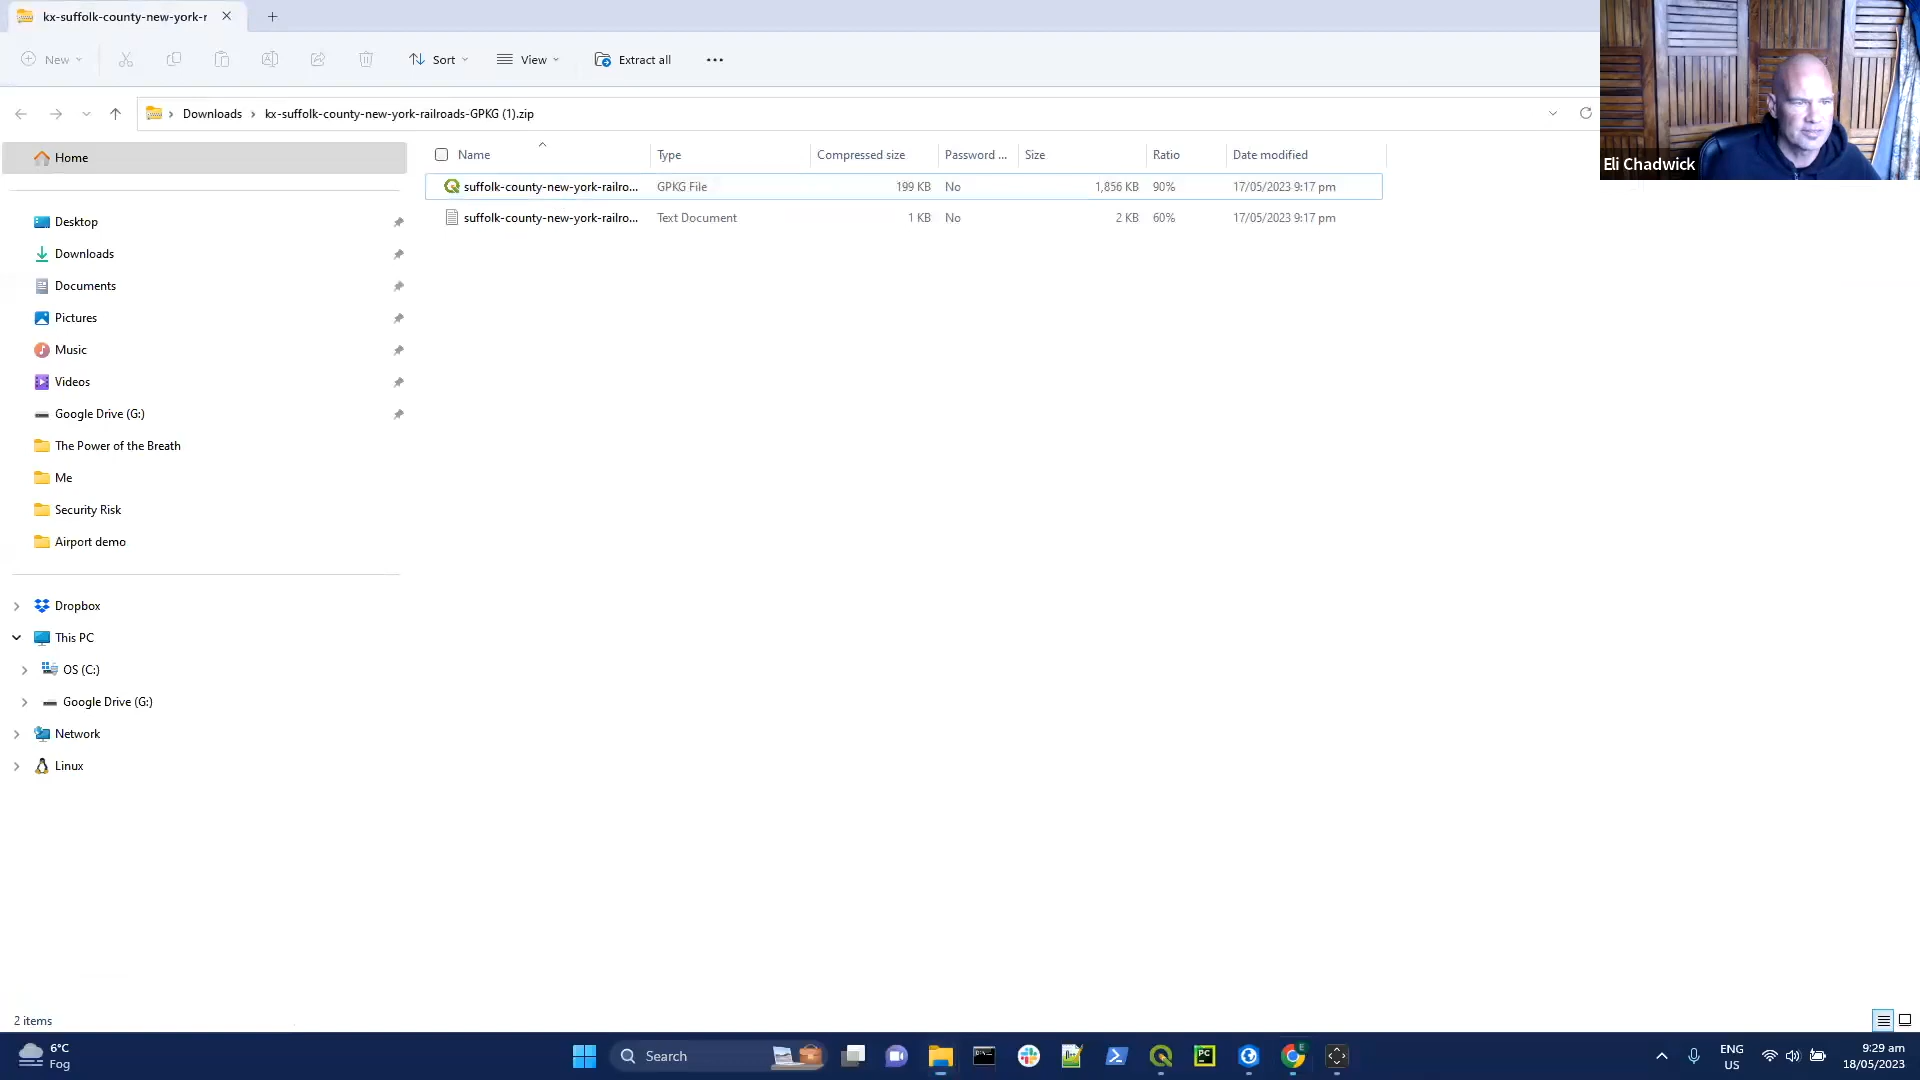 kx-suffolk-county-new-york-r
New
Sort
View
Extract all
Downloads
kx-suffolk-county-new-york-railroads-GPKG (1).zip
Eli Chadwick
Home
Desktop
Downloads
Documents
Pictures
Music
Videos
Google Drive (G:)
The Power of the Breath
Me
Security Risk
Airport demo
Dropbox
This PC
OS (C:)
Google Drive (G:)
Network
Linux
Name Type Compressed size Password ... Size Ratio Date modified
suffolk-county-new-york-railro... GPKG File 199 KB No 1,856 KB 90% 17/05/2023 9:17 pm
suffolk-county-new-york-railro... Text Document 1 KB No 2 KB 60% 17/05/2023 9:17 pm
2 items
6°C
Fog
Search
PC
E
ENG
US
9:29 am
18/05/2023